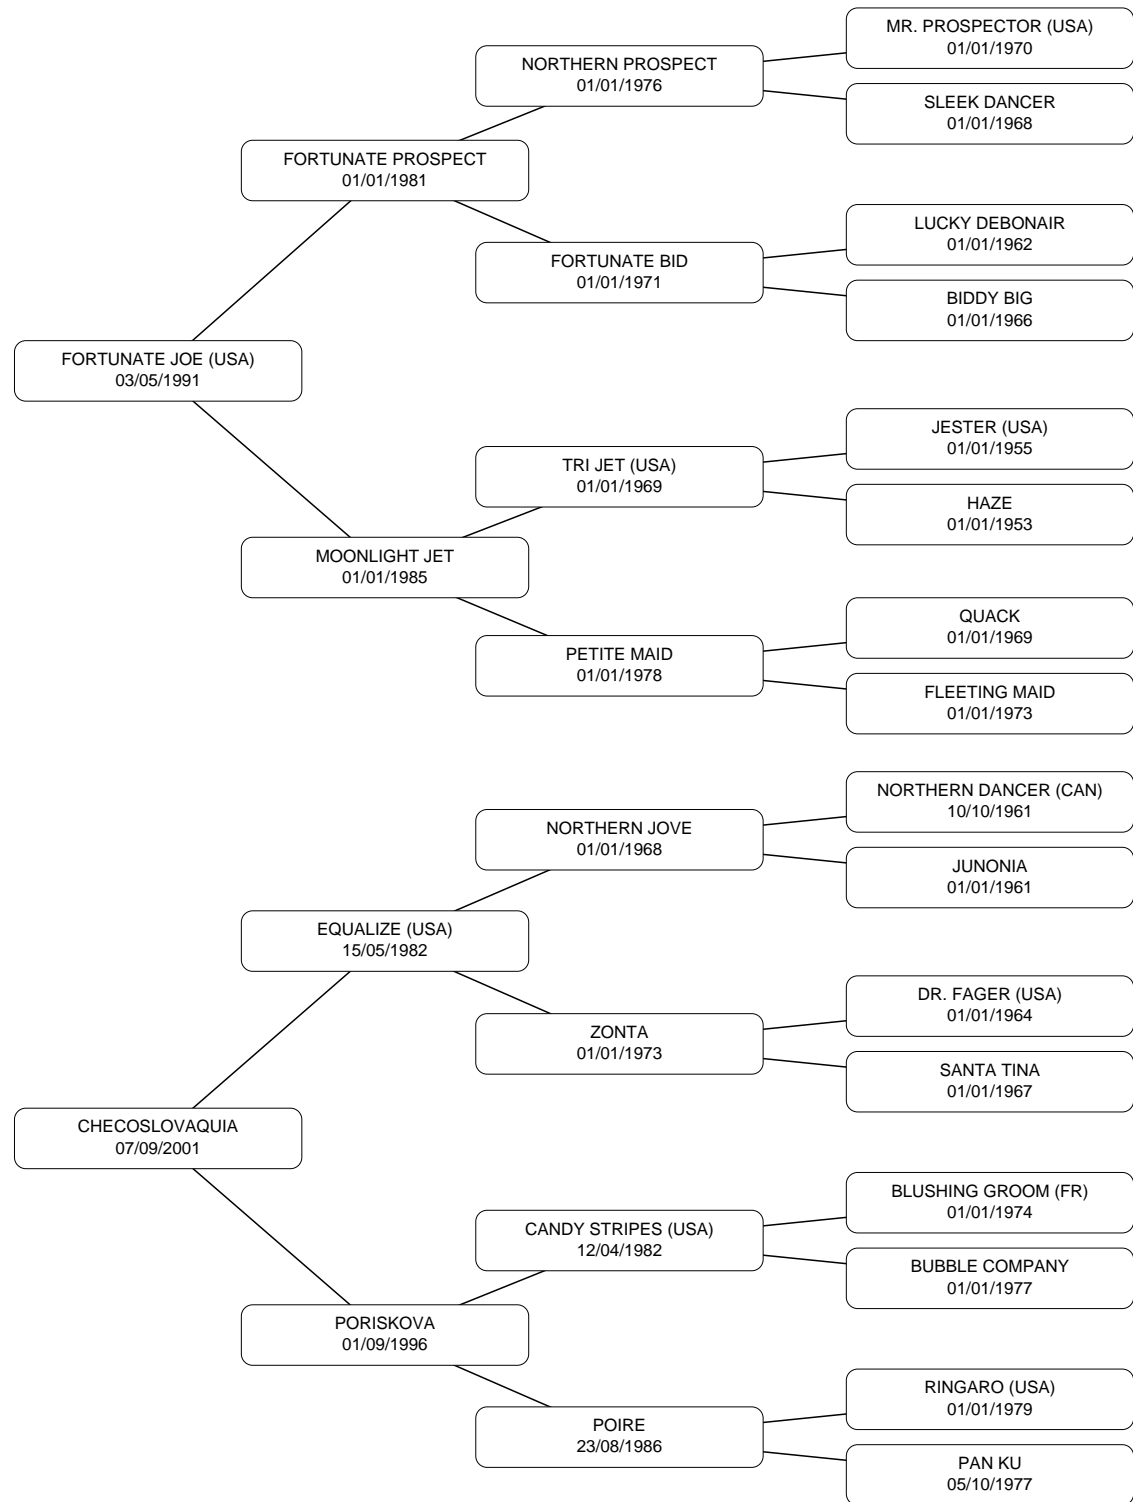 MR. PROSPECTOR (USA)
01/01/1970
NORTHERN PROSPECT
01/01/1976
SLEEK DANCER
01/01/1968
FORTUNATE PROSPECT
01/01/1981
LUCKY DEBONAIR
01/01/1962
FORTUNATE BID
01/01/1971
BIDDY BIG
01/01/1966
FORTUNATE JOE (USA)
03/05/1991
JESTER (USA)
01/01/1955
TRI JET (USA)
01/01/1969
HAZE
01/01/1953
MOONLIGHT JET
01/01/1985
QUACK
01/01/1969
PETITE MAID
01/01/1978
FLEETING MAID
01/01/1973
NORTHERN DANCER (CAN)
10/10/1961
NORTHERN JOVE
01/01/1968
JUNONIA
01/01/1961
EQUALIZE (USA)
15/05/1982
DR. FAGER (USA)
01/01/1964
ZONTA
01/01/1973
SANTA TINA
01/01/1967
CHECOSLOVAQUIA
07/09/2001
BLUSHING GROOM (FR)
01/01/1974
CANDY STRIPES (USA)
12/04/1982
BUBBLE COMPANY
01/01/1977
PORISKOVA
01/09/1996
RINGARO (USA)
01/01/1979
POIRE
23/08/1986
PAN KU
05/10/1977